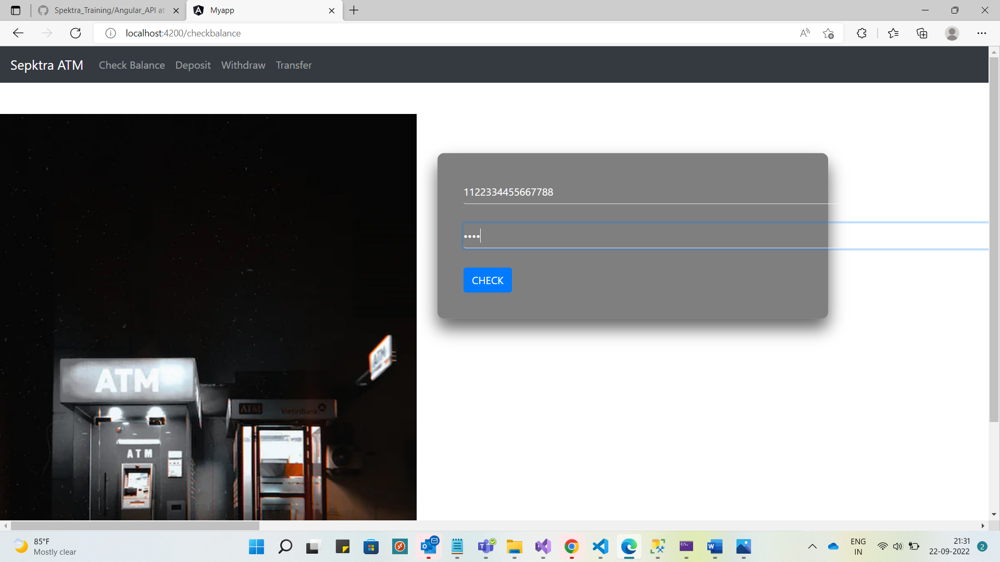 Spektra_Training/Angular_API at
Myapp
localhost:4200/checkbalance
Sepktra ATM
Check Balance
Deposit
Withdraw
Transfer
1122334455667788
••••
CHECK
ATM
ATM
ATM
VietinBank
ATM
85°F
Mostly clear
ENG
IN
21:31
22-09-2022
2